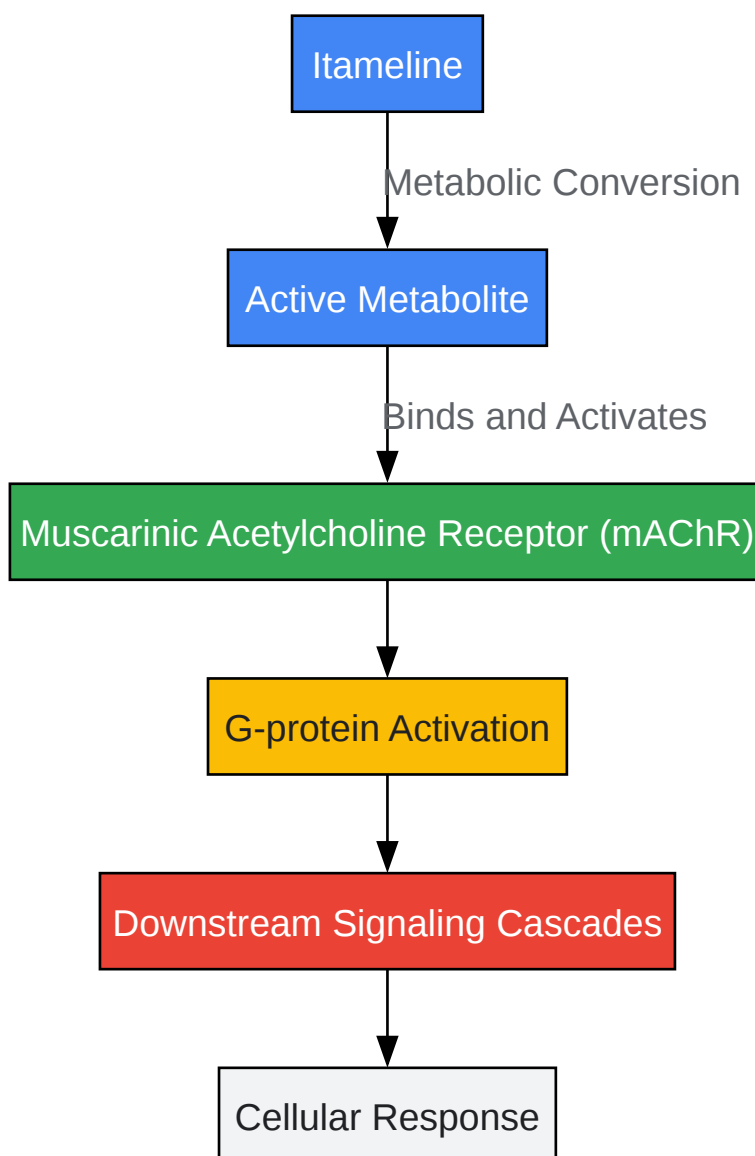 Itameline
Metabolic Conversion
Active Metabolite
Binds and Activates
Muscarinic Acetylcholine Receptor (mAChR)
G-protein Activation
Downstream Signaling Cascades
Cellular Response